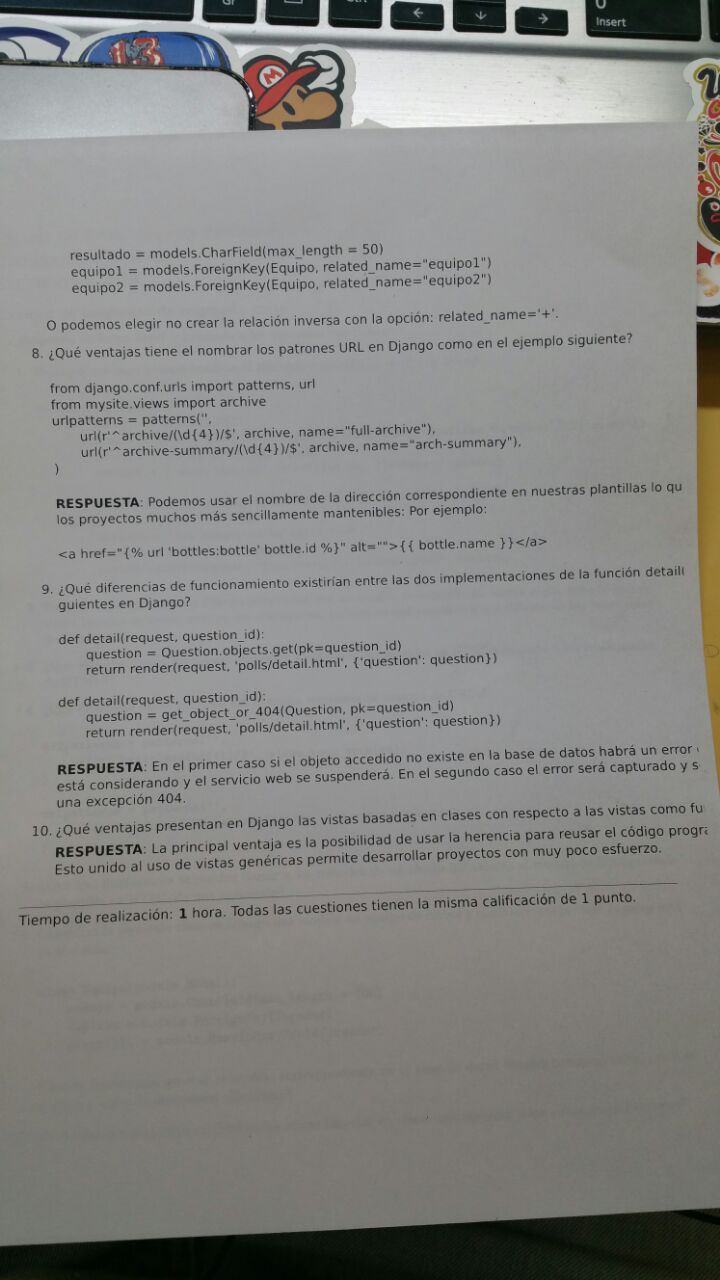 Insert
13
M
resultado = models.CharField(max_length = 50)
equipo1 = models.ForeignKey(Equipo, related_name="equipo1")
equipo2 = models.ForeignKey(Equipo, related_name="equipo2")
O podemos elegir no crear la relación inversa con la opción: related_name='+'.
8. ¿Qué ventajas tiene el nombrar los patrones URL en Django como en el ejemplo siguiente?
from django.conf.urls import patterns, url
from mysite.views import archive
urlpatterns = patterns('',
url(r'^archive/(\d{4})/$', archive, name="full-archive"),
url(r'^archive-summary/(\d{4})/$', archive, name="arch-summary"),
)
RESPUESTA: Podemos usar el nombre de la dirección correspondiente en nuestras plantillas lo qu
los proyectos muchos más sencillamente mantenibles: Por ejemplo:
<a href="{% url 'bottles:bottle' bottle.id %}" alt="">{{ bottle.name }}</a>
9. ¿Qué diferencias de funcionamiento existirían entre las dos implementaciones de la función detail
guientes en Django?
def detail(request, question_id):
question = Question.objects.get(pk=question_id)
return render(request, 'polls/detail.html', {'question': question})
def detail(request, question_id):
question = get_object_or_404(Question, pk=question_id)
return render(request, 'polls/detail.html', {'question': question})
RESPUESTA: En el primer caso si el objeto accedido no existe en la base de datos habrá un error
está considerando y el servicio web se suspenderá. En el segundo caso el error será capturado y s
una excepción 404.
10. ¿Qué ventajas presentan en Django las vistas basadas en clases con respecto a las vistas como fu
RESPUESTA: La principal ventaja es la posibilidad de usar la herencia para reusar el código progra
Esto unido al uso de vistas genéricas permite desarrollar proyectos con muy poco esfuerzo.
Tiempo de realización: 1 hora. Todas las cuestiones tienen la misma calificación de 1 punto.